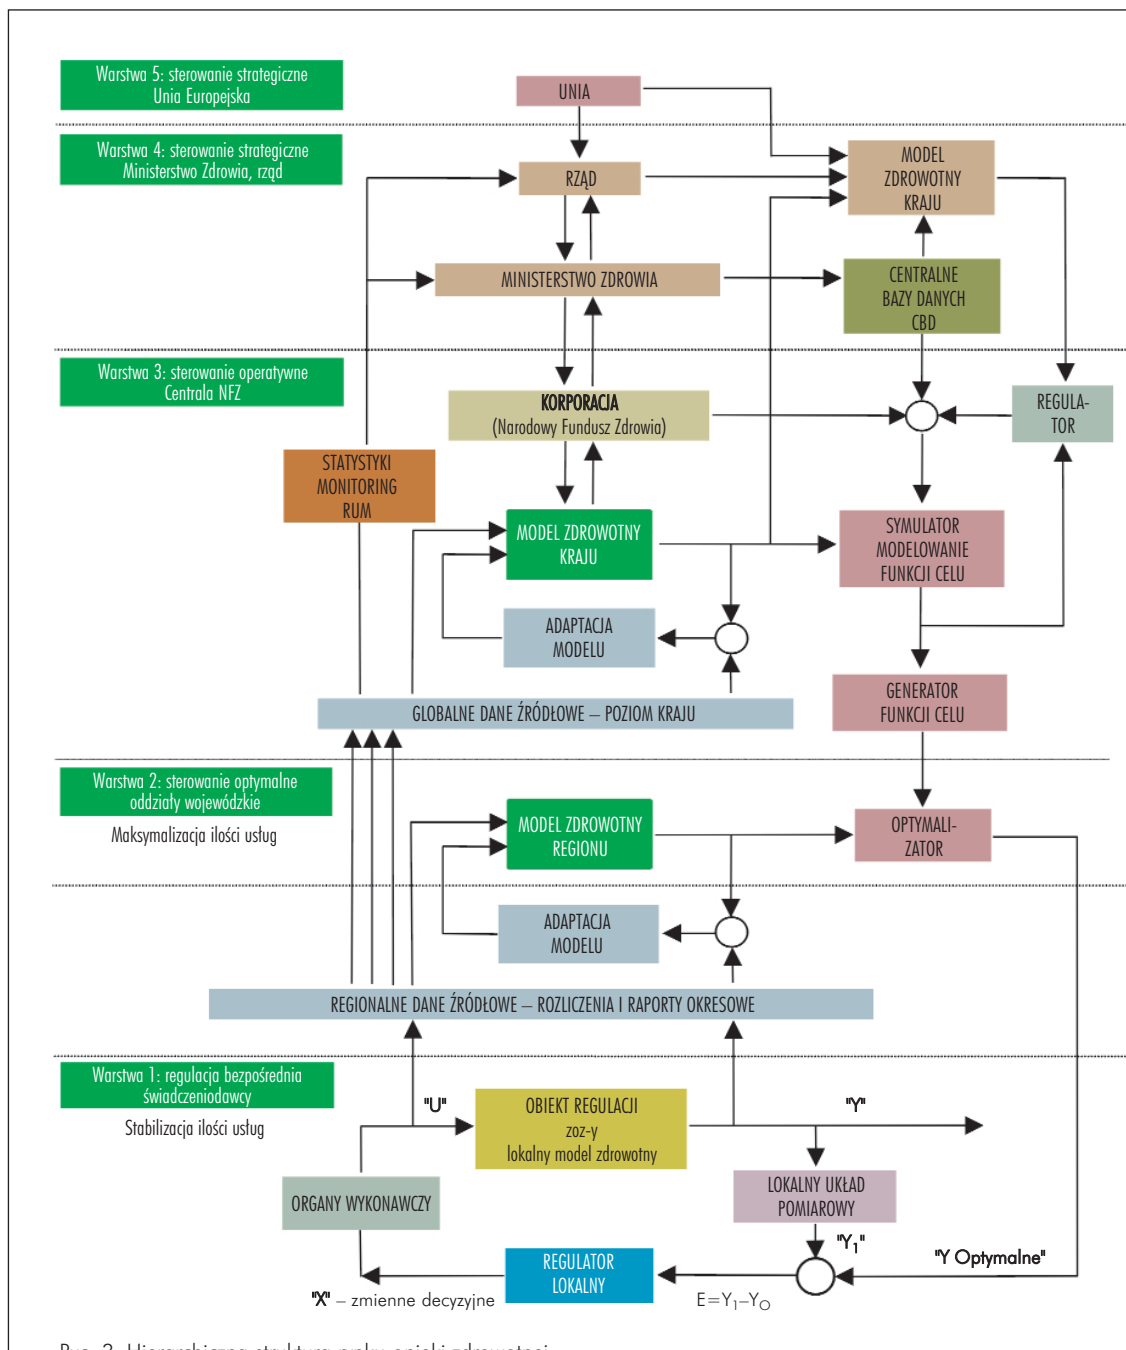 Warstwa 5: sterowanie strategiczne
Unia Europejska
UNIA
Warstwa 4: sterowanie strategiczne
Ministerstwo Zdrowia, rząd
RZĄD
MODEL
ZDROWOTNY
KRAJU
MINISTERSTWO ZDROWIA
CENTRALNE
BAZY DANYCH
CBD
Warstwa 3: sterowanie operatywne
Centrala NFZ
KORPORACJA
(Narodowy Fundusz Zdrowia)
REGULA-
TOR
STATYSTYKI
MONITORING
RUM
MODEL ZDROWOTNY
KRAJU
SYMULATOR
MODELOWANIE
FUNKCJI CELU
ADAPTACJA
MODELU
GLOBALNE DANE ŹRÓDŁOWE – POZIOM KRAJU
GENERATOR
FUNKCJI CELU
Warstwa 2: sterowanie optymalne
oddziały wojewódzkie
Maksymalizacja ilości usług
MODEL ZDROWOTNY
REGIONU
OPTYMALI-
ZATOR
ADAPTACJA
MODELU
REGIONALNE DANE ŹRÓDŁOWE – ROZLICZENIA I RAPORTY OKRESOWE
Warstwa 1: regulacja bezpośrednia
świadczeniodawcy
Stabilizacja ilości usług
"U"
OBIEKT REGULACJI
zoz-y
lokalny model zdrowotny
"Y"
ORGANY WYKONAWCZY
LOKALNY UKŁAD
POMIAROWY
"Y1"
"Y Optymalne"
REGULATOR
LOKALNY
"X" – zmienne decyzyjne
E=Y1–YO